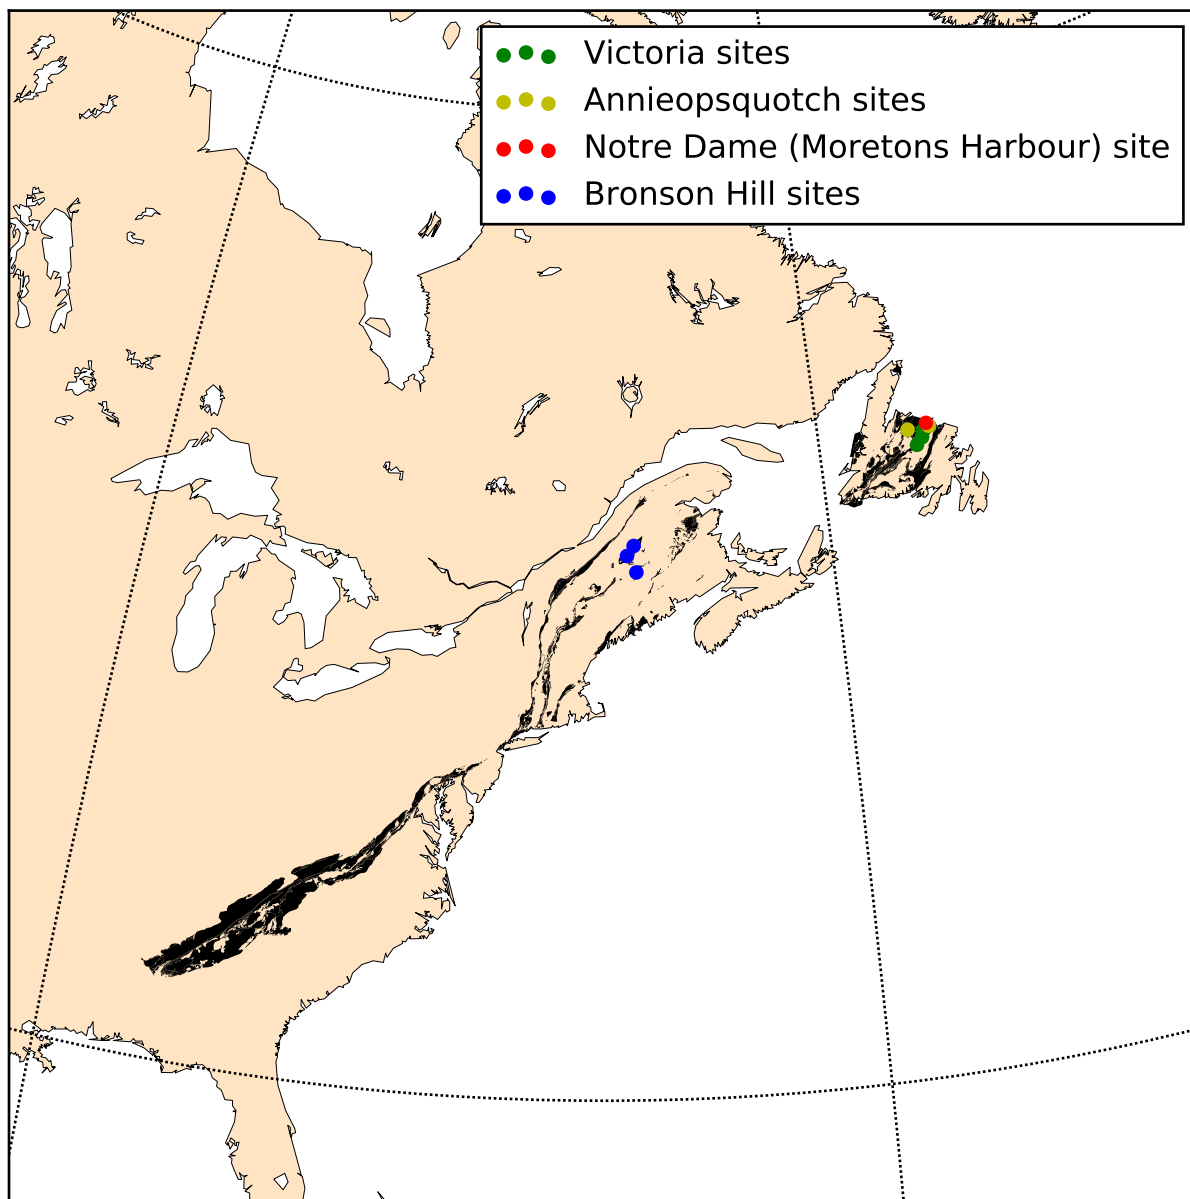 Victoria sites
Annieopsquotch sites
Notre Dame (Moretons Harbour) site
Bronson Hill sites